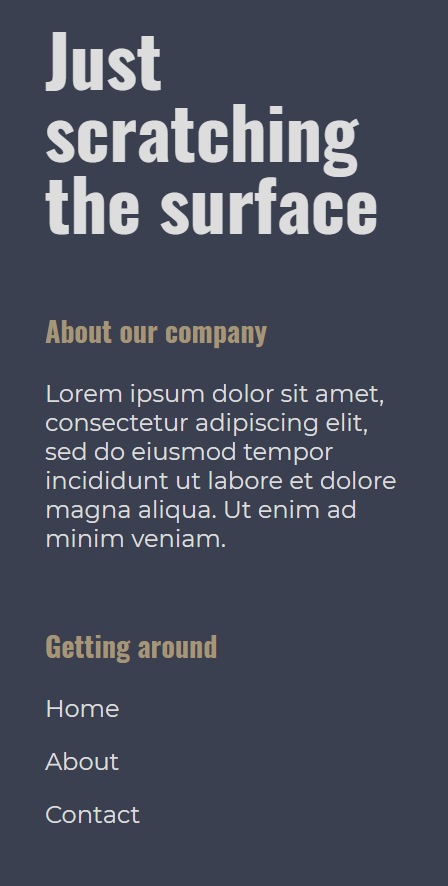 Just
scratching
the surface
About our company
Lorem ipsum dolor sit amet,
consectetur adipiscing elit,
sed do eiusmod tempor
incididunt ut labore et dolore
magna aliqua. Ut enim ad
minim veniam.
Getting around
Home
About
Contact